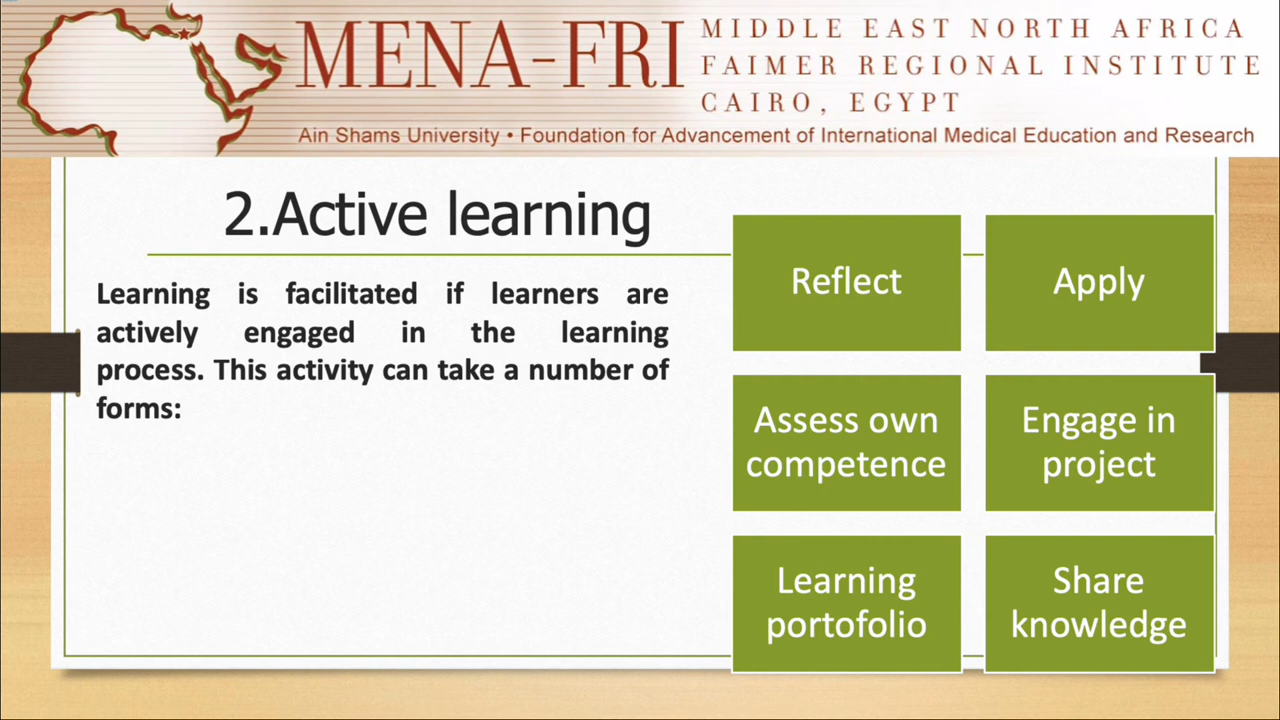 MENA-FRI
MIDDLE EAST NORTH AFRICA
FAIMER REGIONAL INSTITUTE
CAIRO, EGYPT
Ain Shams University • Foundation for Advancement of International Medical Education and Research
2.Active learning
Learning is facilitated if learners are
actively engaged in the learning
process. This activity can take a number of
forms:
Reflect
Apply
Assess own
competence
Engage in
project
Learning
portofolio
Share
knowledge